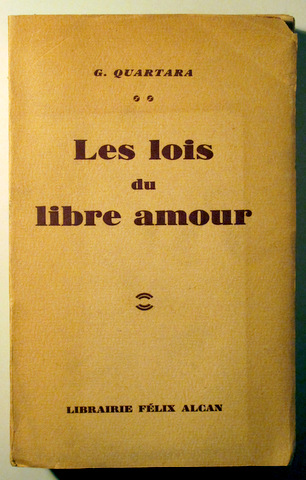 G. QUARTARA
Les lois
du
libre amour
LIBRAIRIE FÉLIX ALCAN